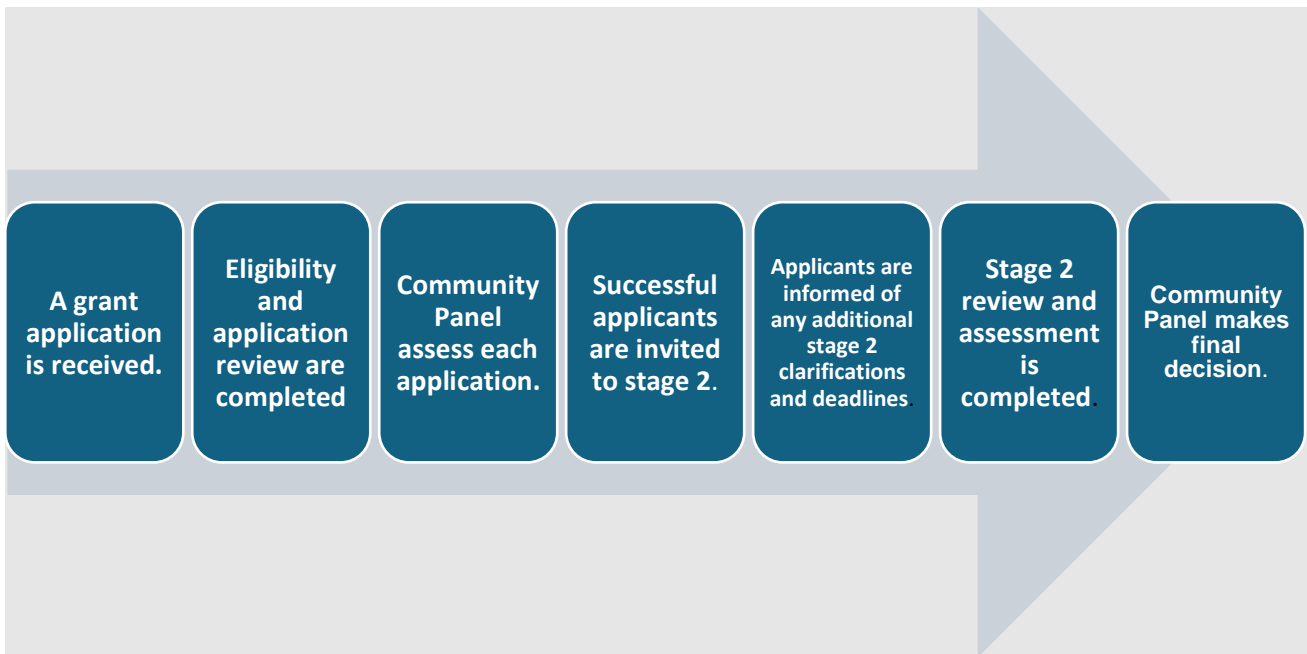 A grant
application
is received.
Eligibility
and
application
review are
completed
Community
Panel
assess each
application.
Successful
applicants
are invited
to stage 2.
Applicants are
informed of
any additional
stage 2
clarifications
and deadlines.
Stage 2
review and
assessment
is
completed.
Community
Panel makes
final
decision.